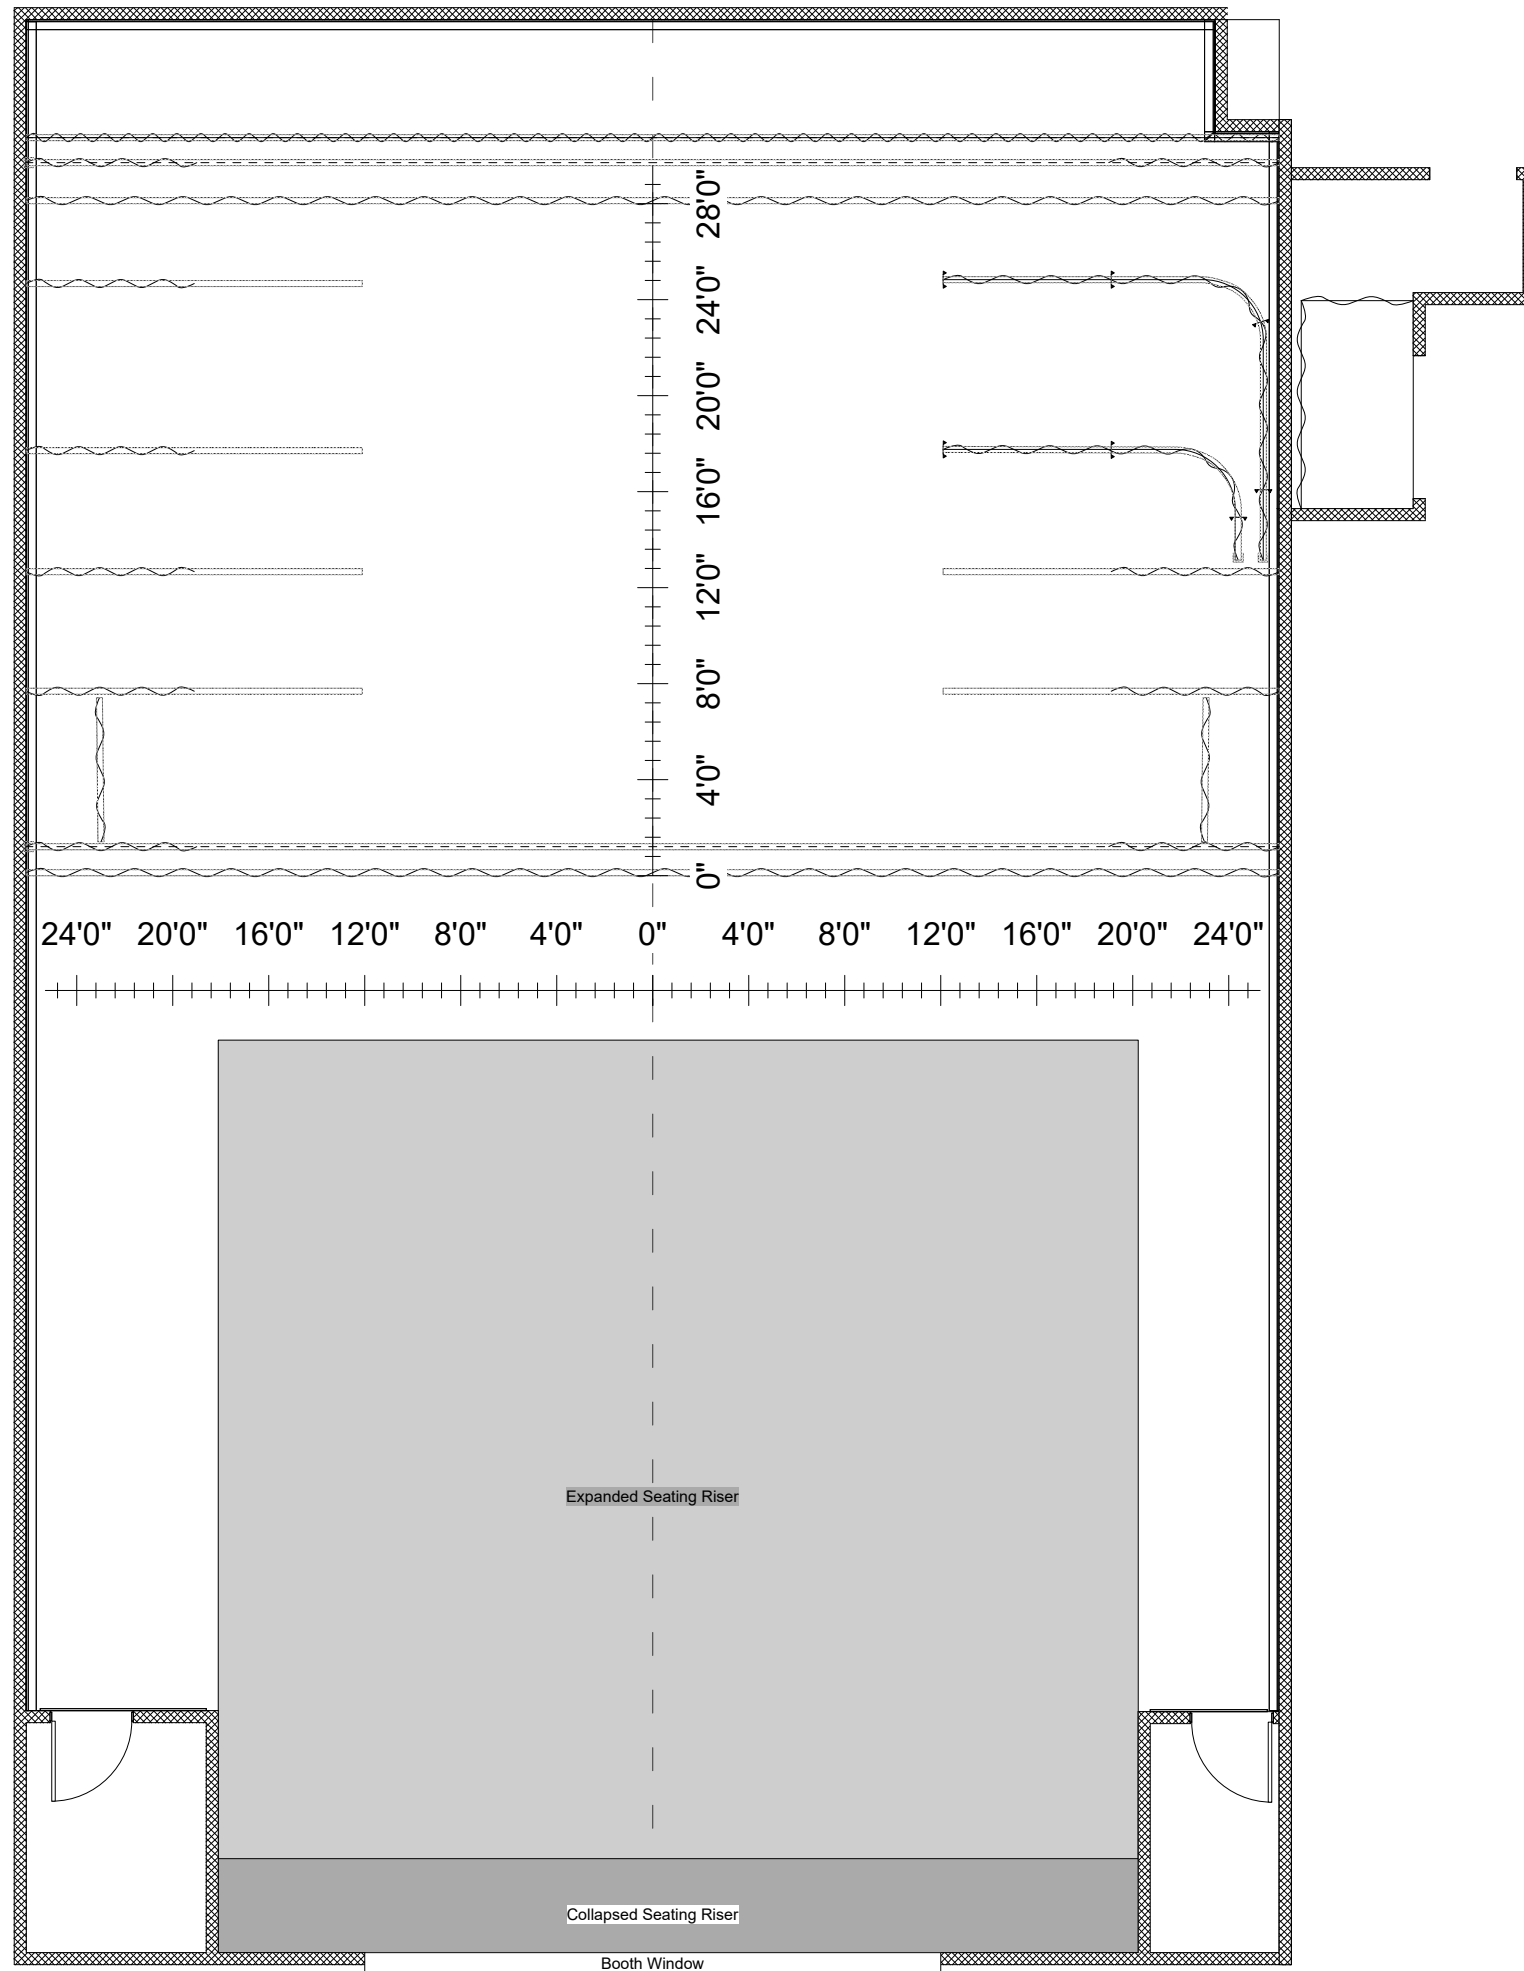 28'0"
24'0"
20'0"
16'0"
12'0"
8'0"
4'0"
0"
24'0" 20'0" 16'0" 12'0" 8'0" 4'0" 0" 4'0" 8'0" 12'0" 16'0" 20'0" 24'0"
Expanded Seating Riser
Collapsed Seating Riser
Booth Window